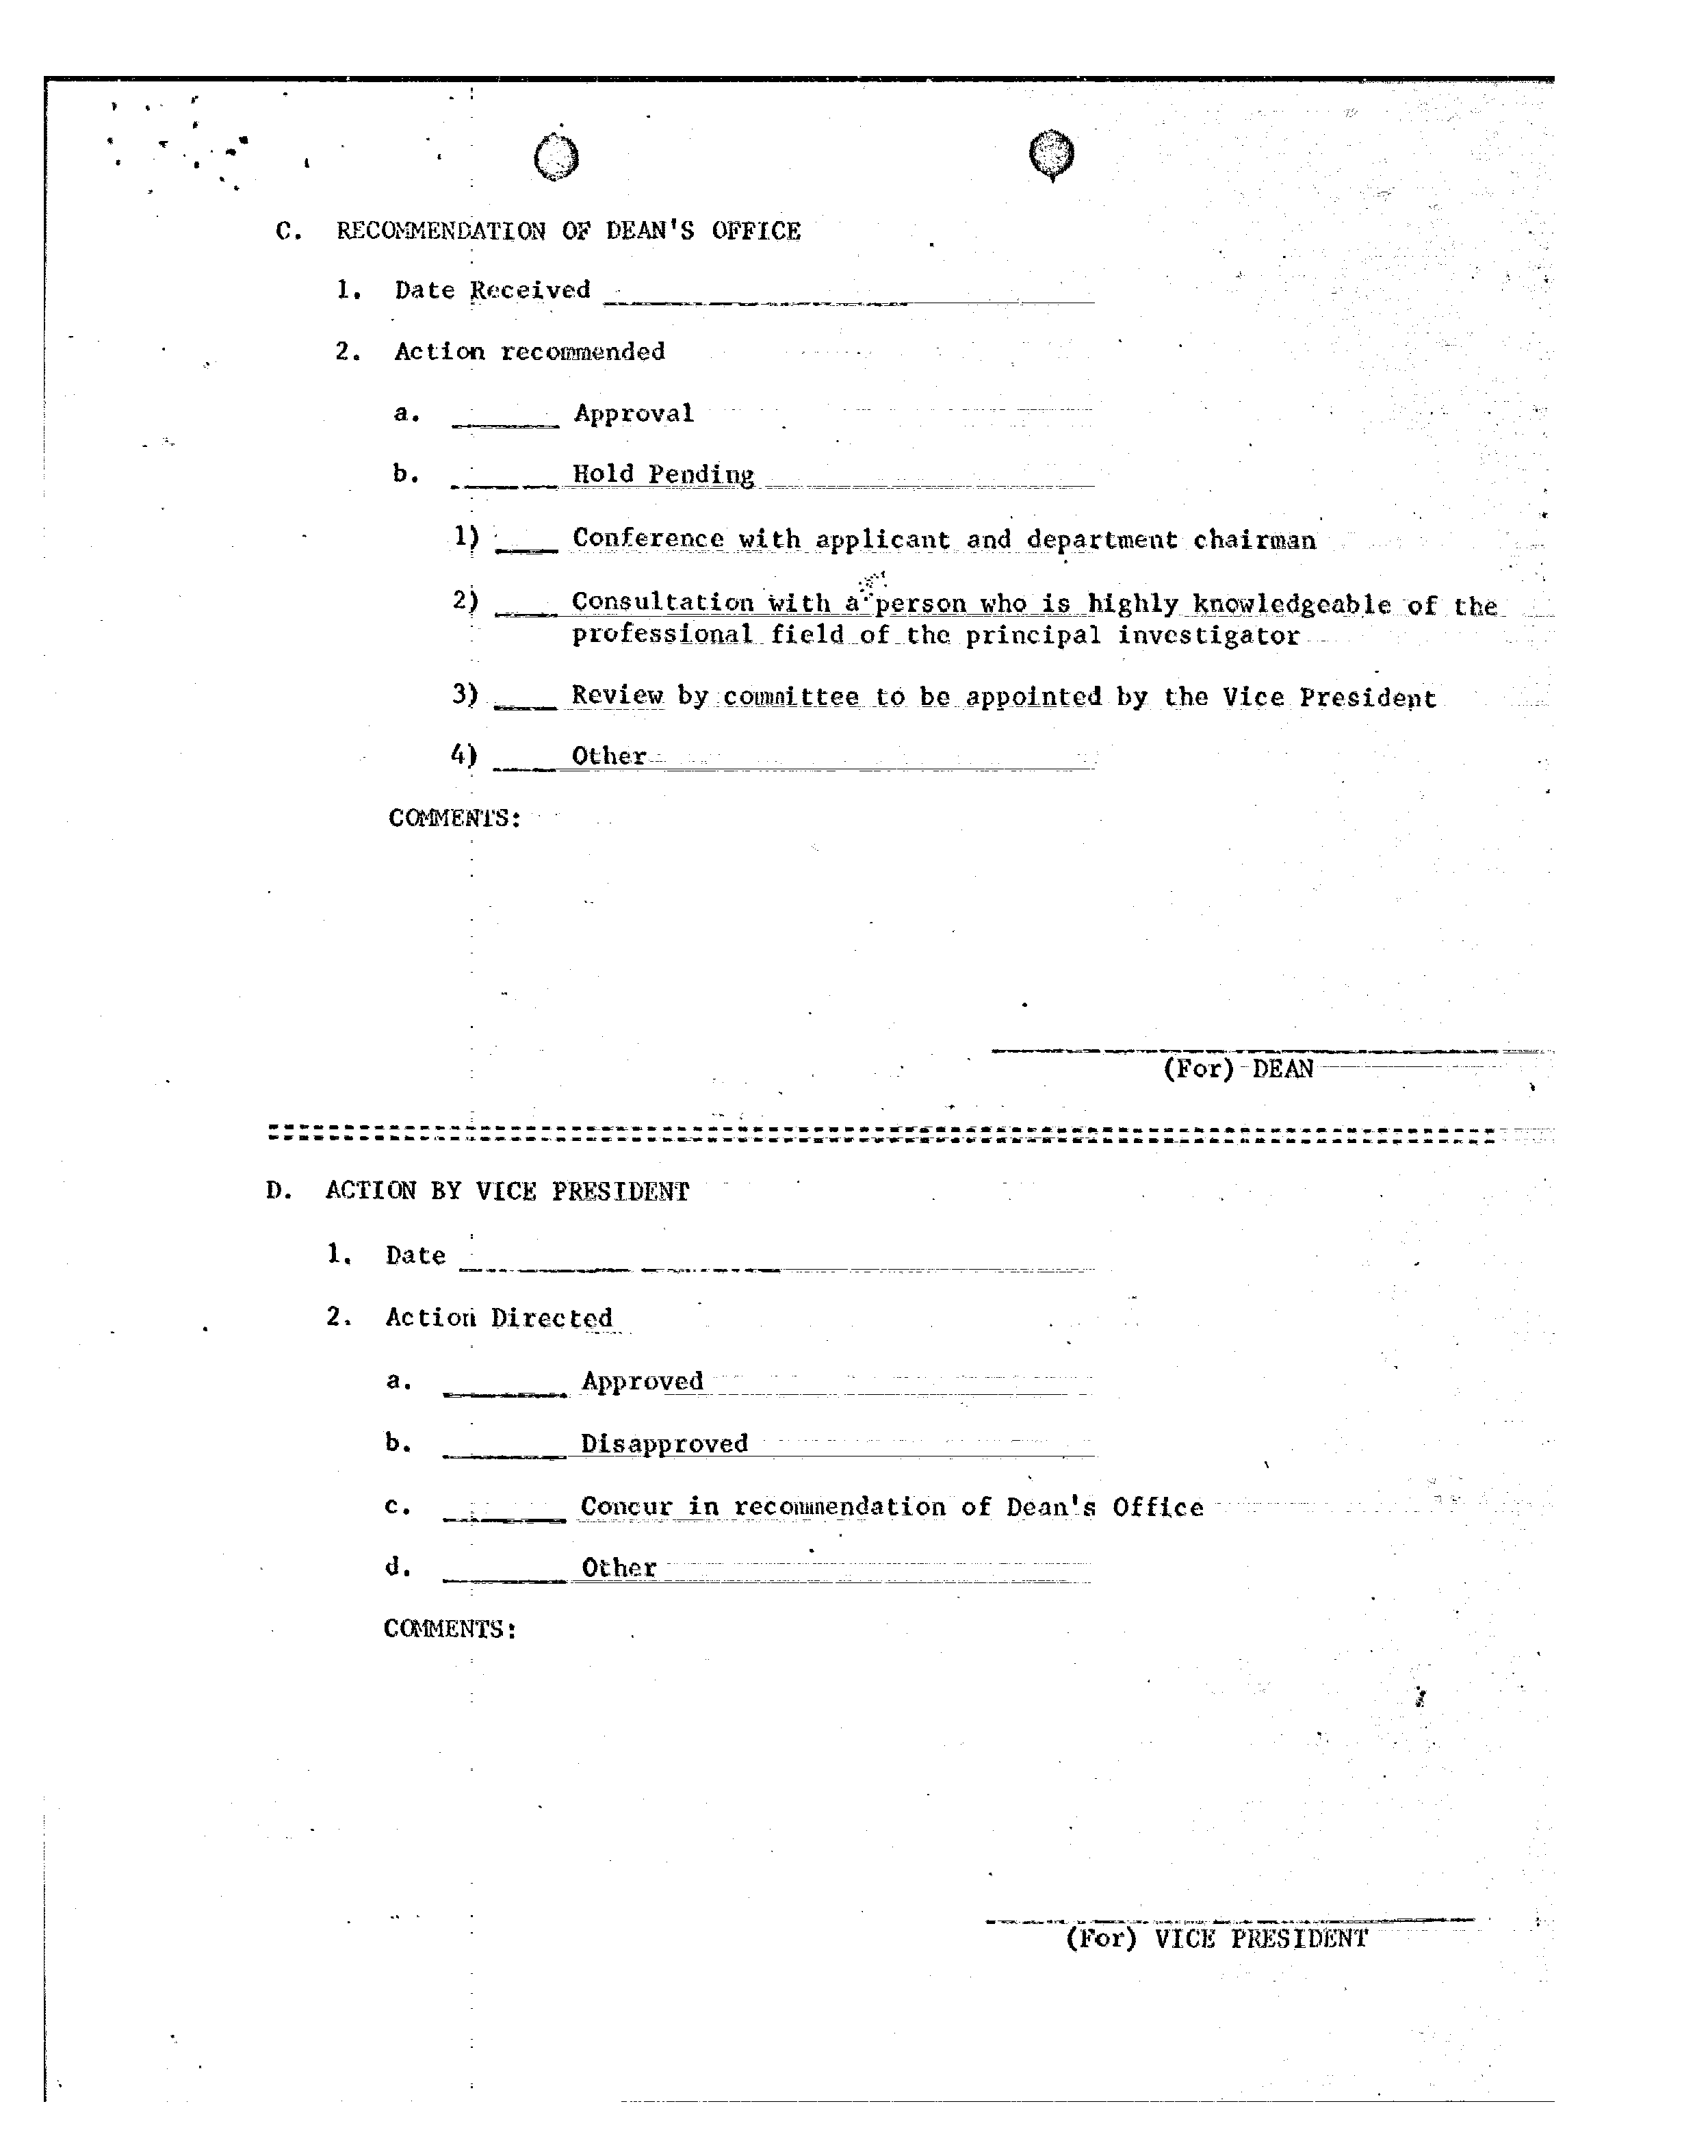 C. RECOMMENDATION OF DEAN'S OFFICE
1. Date Received ____________
2. Action recommended
a. ______ Approval
b. ______ Hold Pending ____________
1) ____ Conference with applicant and department chairman
2) ____ Consultation with a person who is highly knowledgeable of the
professional field of the principal investigator
3) ____ Review by committee to be appointed by the Vice President
4) ____ Other ____________
COMMENTS:
(For) DEAN
D. ACTION BY VICE PRESIDENT
1. Date ____________
2. Action Directed
a. ______ Approved
b. ______ Disapproved
c. ______ Concur in recommendation of Dean's Office
d. ______ Other
COMMENTS:
(For) VICE PRESIDENT